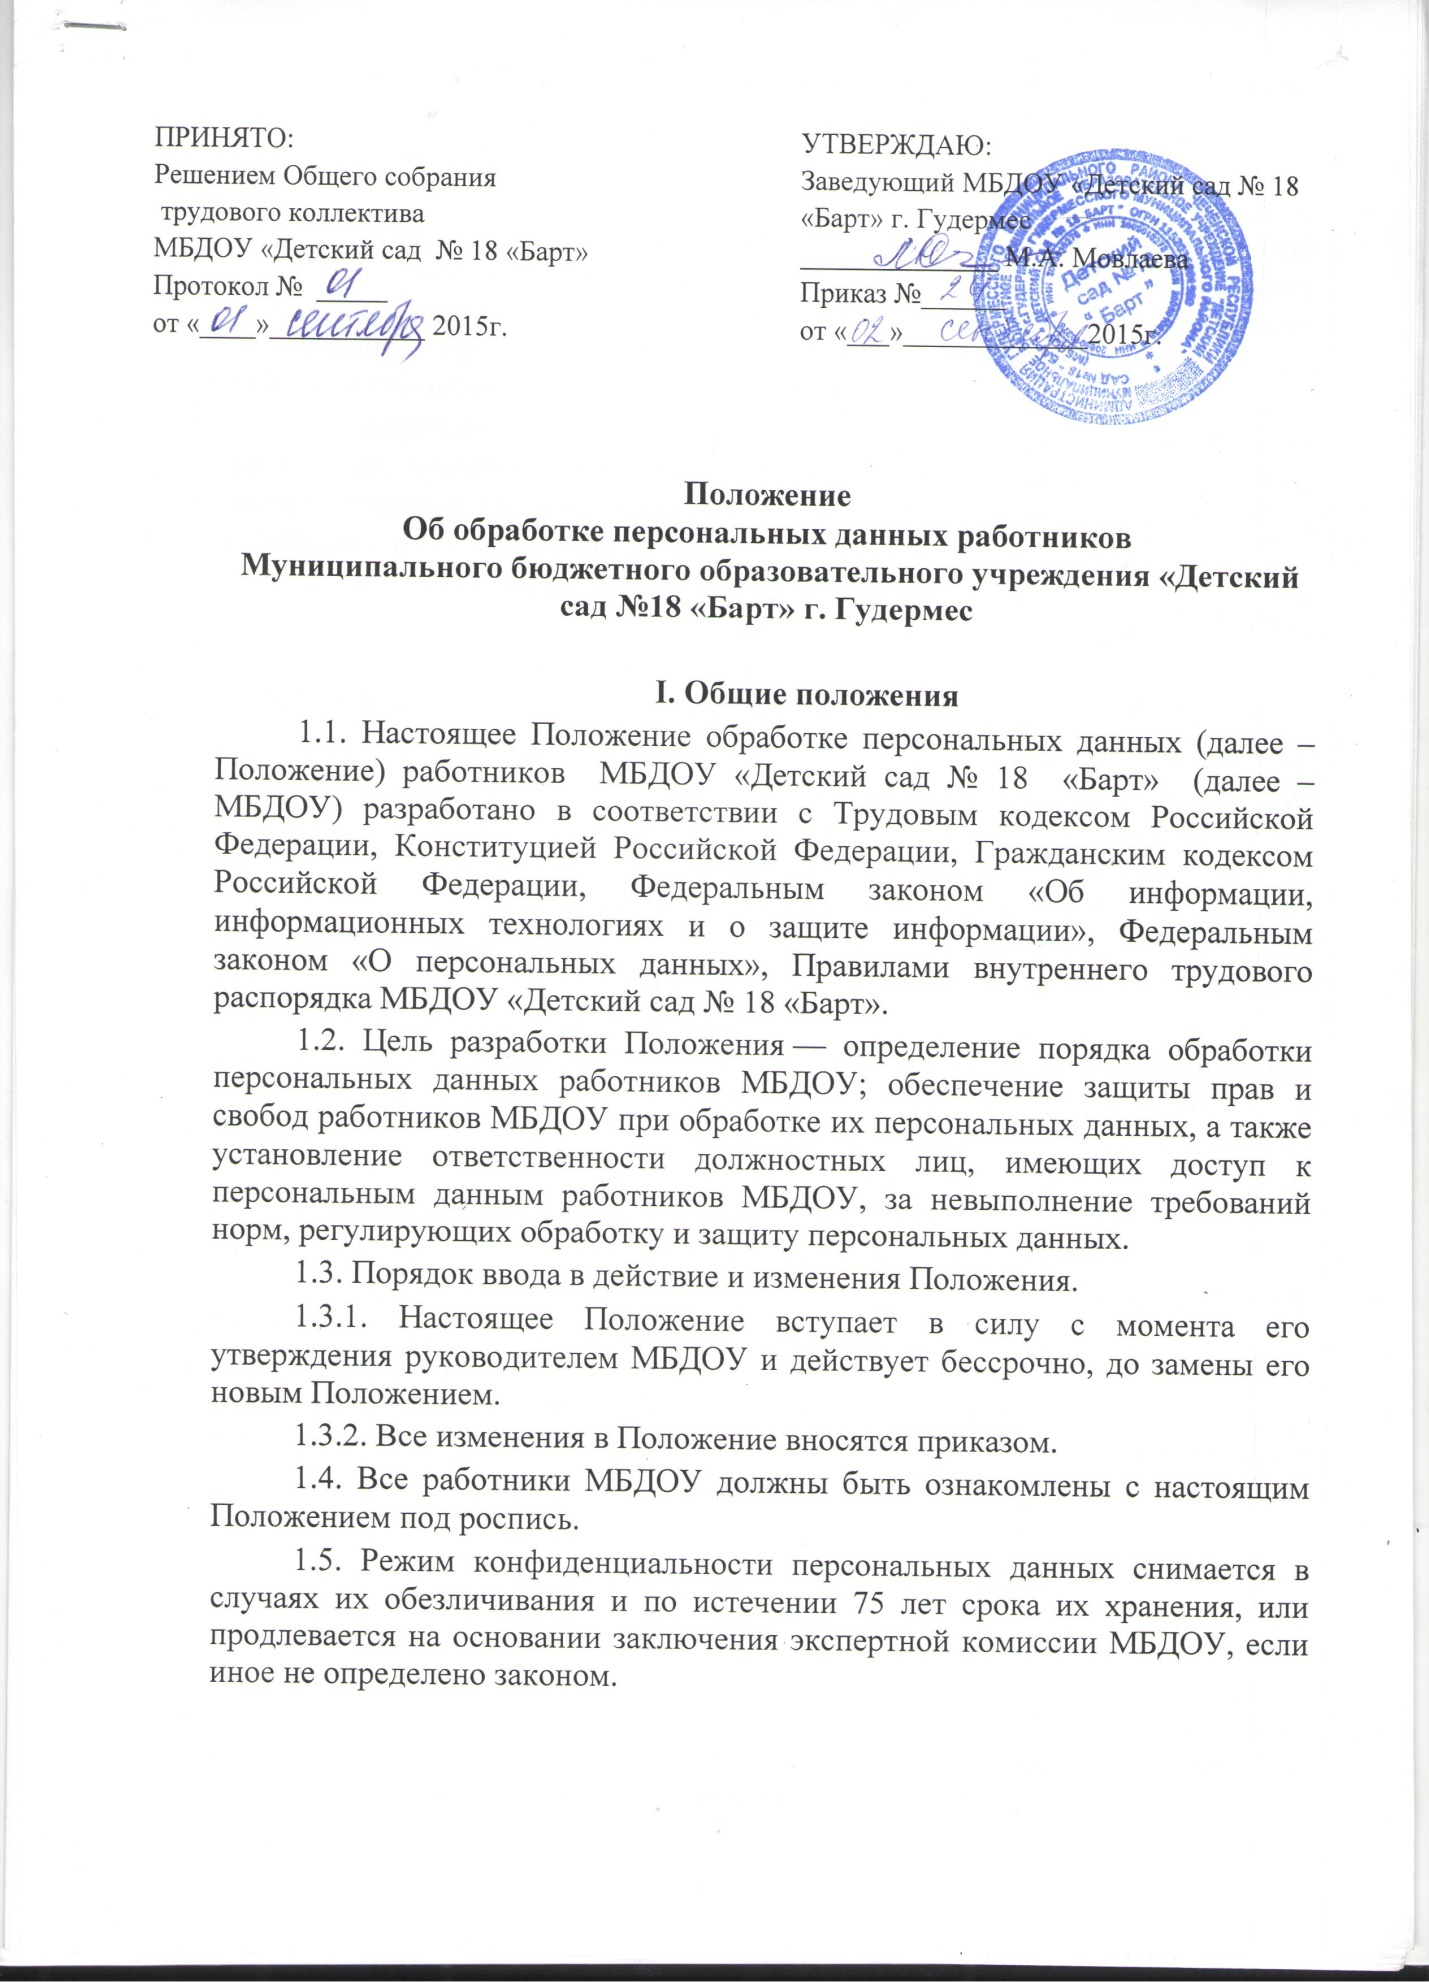 ПРИНЯТО:
Решением Общего собрания
трудового коллектива
МБДОУ «Детский сад № 18 «Барт»
Протокол № 01
от «01» сентября 2015г.
УТВЕРЖДАЮ:
Заведующий МБДОУ «Детский сад № 18
«Барт» г. Гудермес
М.А. Мовлаева
Приказ №
от «02» 2015г.
Детский
сад №
"Барт"
Положение
Об обработке персональных данных работников
Муниципального бюджетного образовательного учреждения «Детский
сад №18 «Барт» г. Гудермес
I. Общие положения
1.1. Настоящее Положение обработке персональных данных (далее –
Положение) работников МБДОУ «Детский сад № 18 «Барт» (далее –
МБДОУ) разработано в соответствии с Трудовым кодексом Российской
Федерации, Конституцией Российской Федерации, Гражданским кодексом
Российской Федерации, Федеральным законом «Об информации,
информационных технологиях и о защите информации», Федеральным
законом «О персональных данных», Правилами внутреннего трудового
распорядка МБДОУ «Детский сад № 18 «Барт».
1.2. Цель разработки Положения — определение порядка обработки
персональных данных работников МБДОУ; обеспечение защиты прав и
свобод работников МБДОУ при обработке их персональных данных, а также
установление ответственности должностных лиц, имеющих доступ к
персональным данным работников МБДОУ, за невыполнение требований
норм, регулирующих обработку и защиту персональных данных.
1.3. Порядок ввода в действие и изменения Положения.
1.3.1. Настоящее Положение вступает в силу с момента его
утверждения руководителем МБДОУ и действует бессрочно, до замены его
новым Положением.
1.3.2. Все изменения в Положение вносятся приказом.
1.4. Все работники МБДОУ должны быть ознакомлены с настоящим
Положением под роспись.
1.5. Режим конфиденциальности персональных данных снимается в
случаях их обезличивания и по истечении 75 лет срока их хранения, или
продлевается на основании заключения экспертной комиссии МБДОУ, если
иное не определено законом.